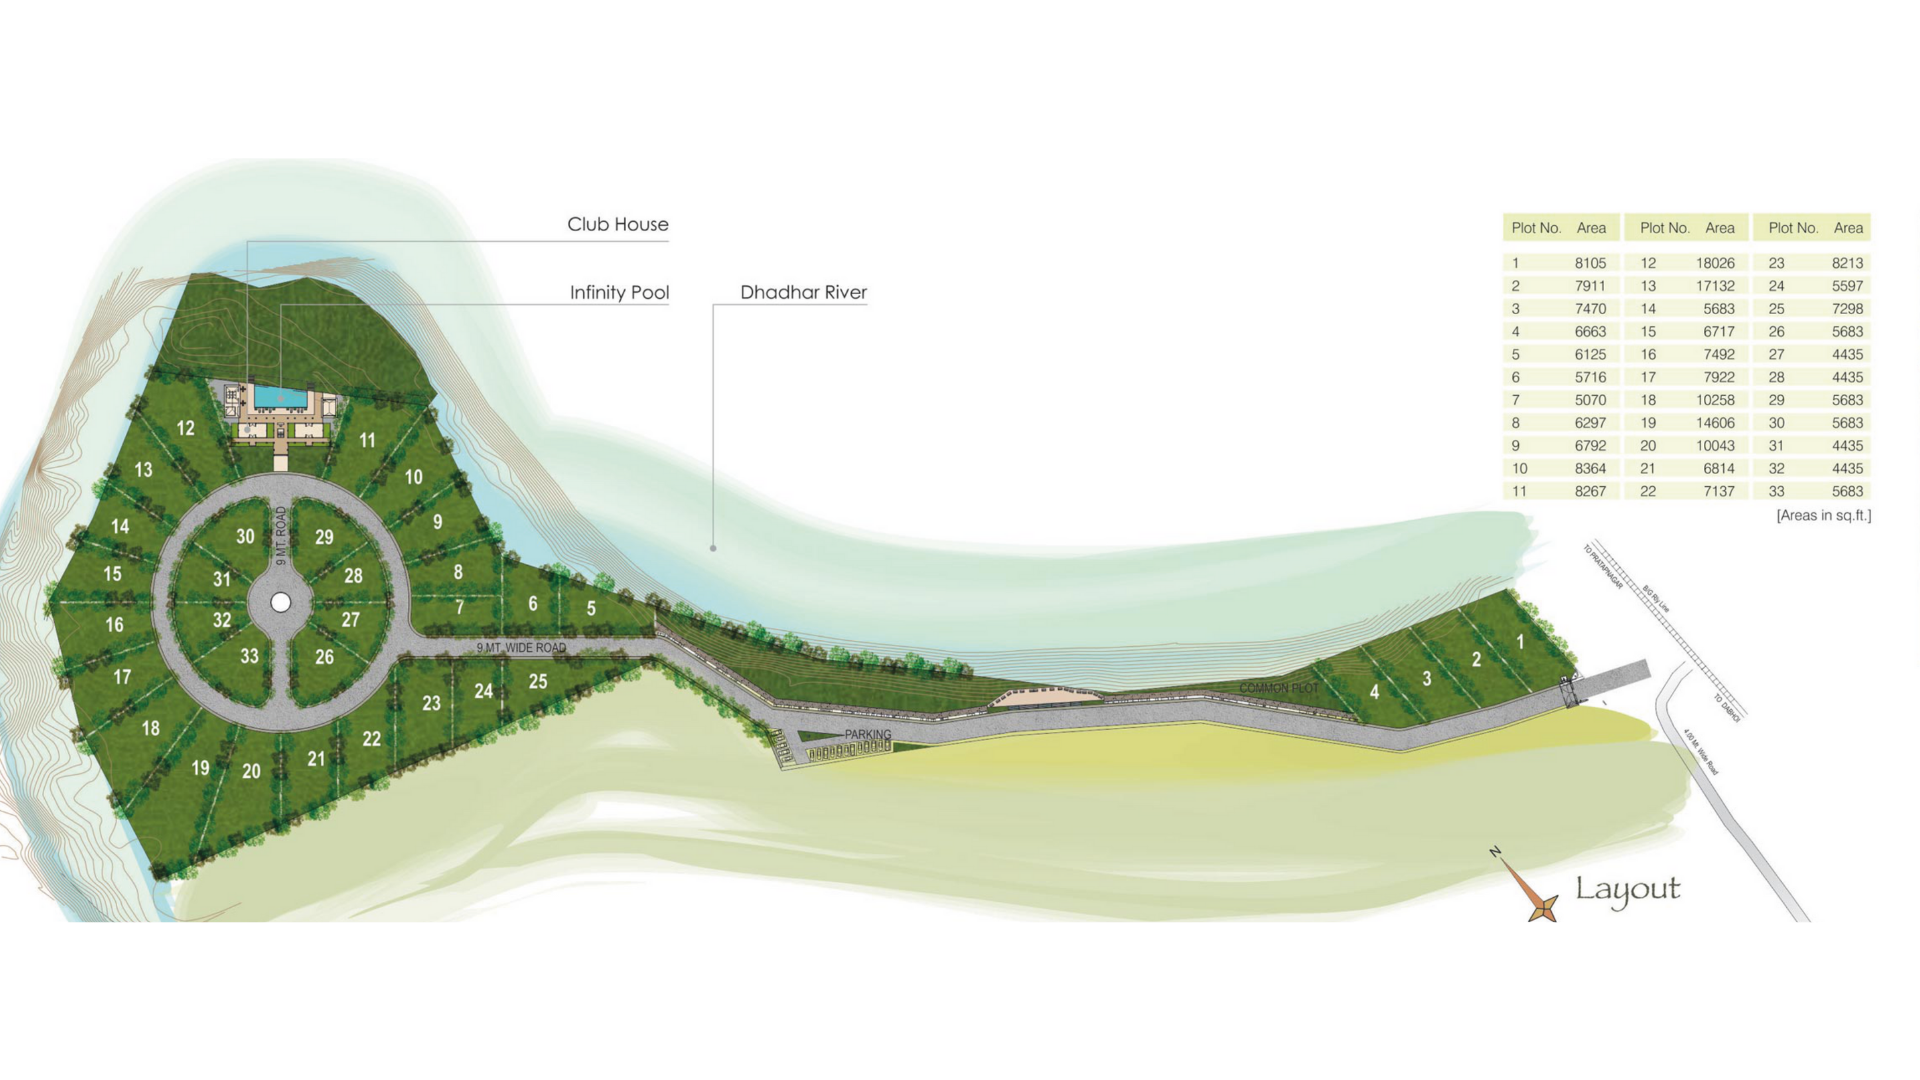 Club House
Infinity Pool
Dhadhar River
Plot No. Area Plot No. Area Plot No. Area
1 8105 12 18026 23 8213
2 7911 13 17132 24 5597
3 7470 14 5683 25 7298
4 6663 15 6717 26 5683
5 6125 16 7492 27 4435
6 5716 17 7922 28 4435
7 5070 18 10258 29 5683
8 6297 19 14606 30 5683
9 6792 20 10043 31 4435
10 8364 21 6814 32 4435
11 8267 22 7137 33 5683
[Areas in sq.ft.]
12
11
13
10
14
9
30
29
9 MT. ROAD
15
31
28
8
7
6
5
16
32
27
33
26
9 MT. WIDE ROAD
17
18
25
24
23
22
21
20
19
PARKING
COMMON PLOT
4
3
2
1
TO PRATAPNAGAR
B/G Rly Line
TO DABHOI
4.00 Mt. Wide Road
N
Layout